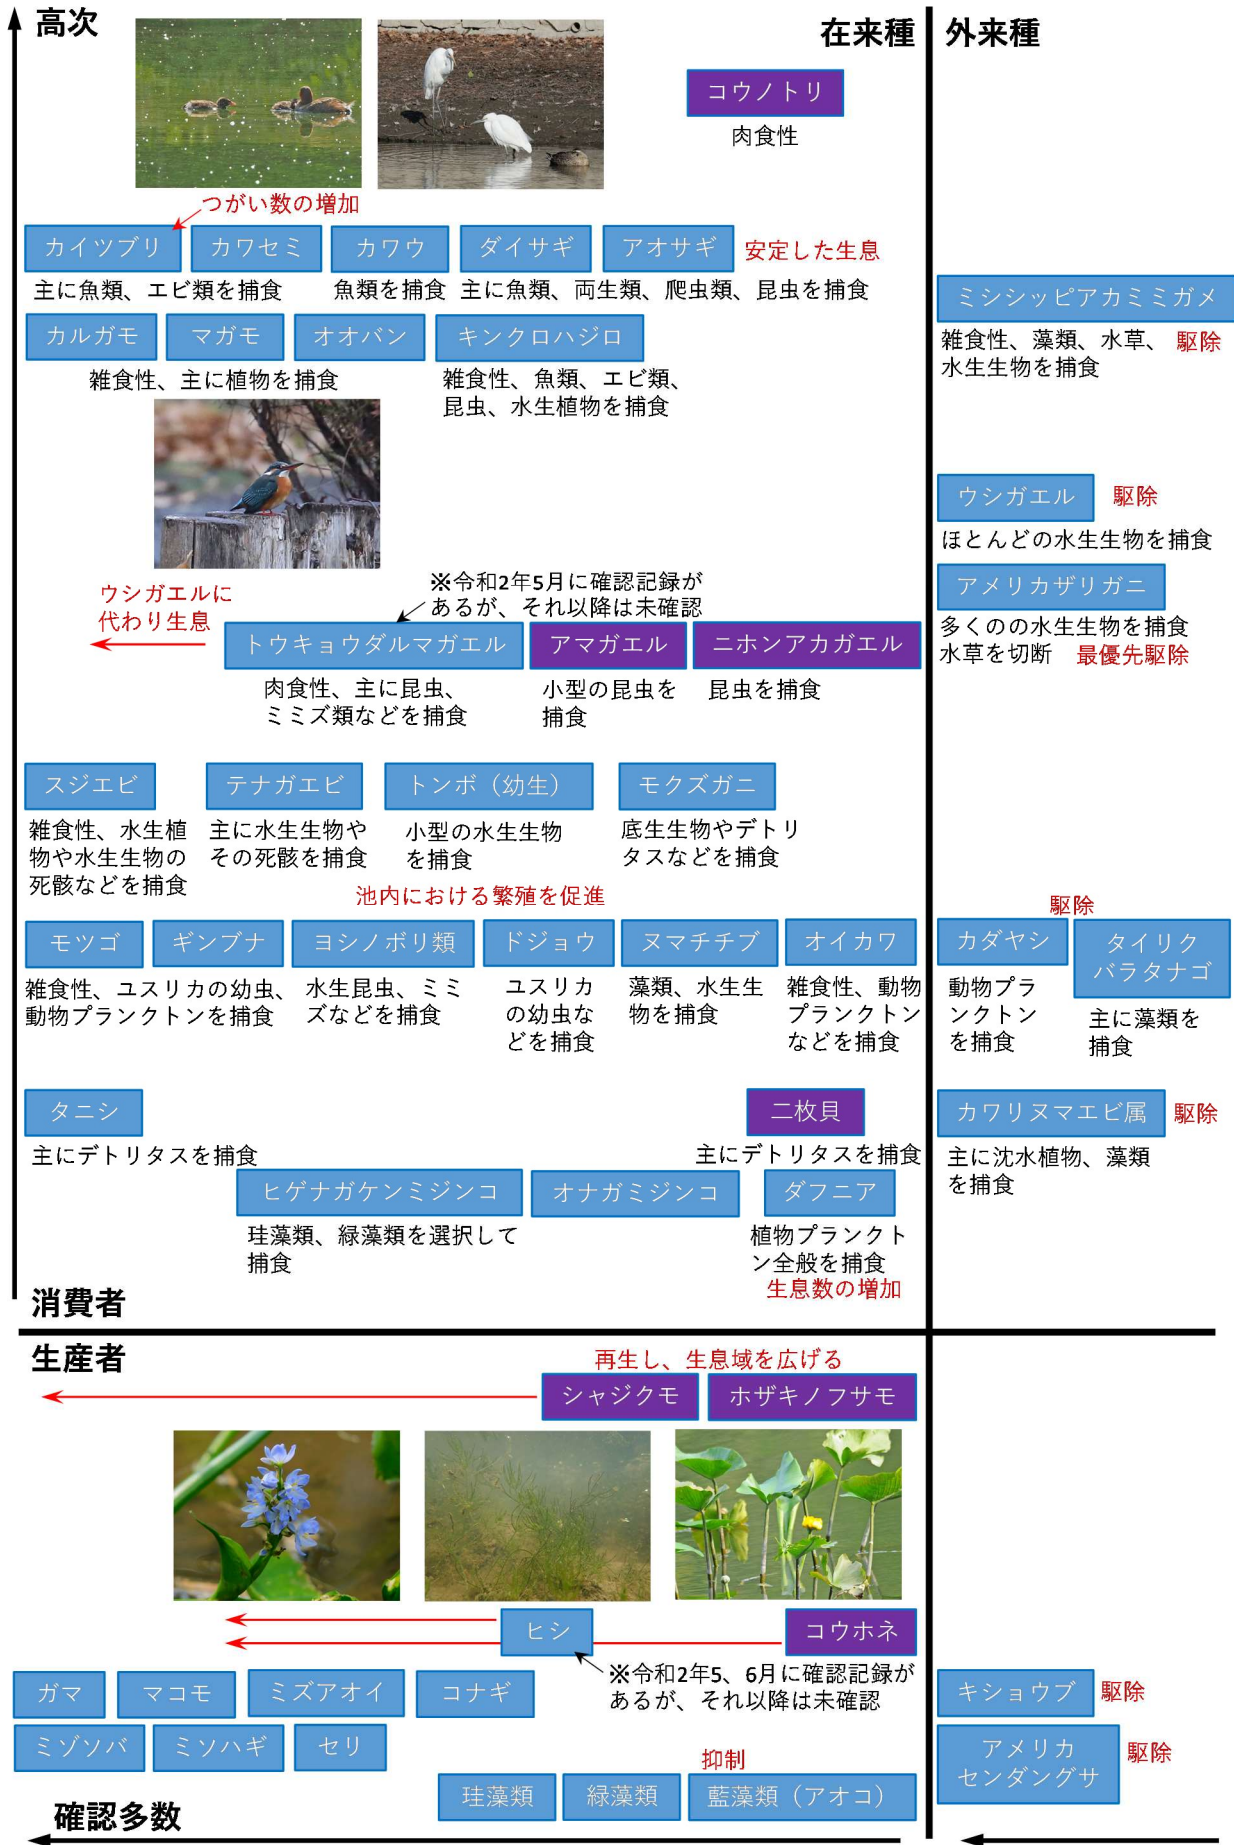 高次
在来種
外来種
コウノトリ
肉食性
つがい数の増加
カイツブリ
カワセミ
カワウ
ダイサギ
アオサギ
安定した生息
主に魚類、エビ類を捕食
魚類を捕食
主に魚類、両生類、爬虫類、昆虫を捕食
ミシシッピアカミミガメ
雑食性、藻類、水草、
水生生物を捕食
駆除
カルガモ
マガモ
オオバン
キンクロハジロ
雑食性、主に植物を捕食
雑食性、魚類、エビ類、
昆虫、水生植物を捕食
ウシガエル
駆除
ほとんどの水生生物を捕食
アメリカザリガニ
多くのの水生生物を捕食
水草を切断
最優先駆除
ウシガエルに
代わり生息
※令和2年5月に確認記録が
あるが、それ以降は未確認
トウキョウダルマガエル
アマガエル
ニホンアカガエル
肉食性、主に昆虫、
ミミズ類などを捕食
小型の昆虫を
捕食
昆虫を捕食
スジエビ
テナガエビ
トンボ（幼生）
モクズガニ
雑食性、水生植
物や水生生物の
死骸などを捕食
主に水生生物や
その死骸を捕食
小型の水生生物
を捕食
底生生物やデトリ
タスなどを捕食
池内における繁殖を促進
駆除
モツゴ
ギンブナ
ヨシノボリ類
ドジョウ
ヌマチチブ
オイカワ
カダヤシ
タイリク
バラタナゴ
雑食性、ユスリカの幼虫、
動物プランクトンを捕食
水生昆虫、ミミ
ズなどを捕食
ユスリカ
の幼虫な
どを捕食
藻類、水生生
物を捕食
雑食性、動物
プランクトン
などを捕食
動物プラ
ンクトン
を捕食
主に藻類を
捕食
タニシ
二枚貝
カワリヌマエビ属
駆除
主にデトリタスを捕食
主にデトリタスを捕食
主に沈水植物、藻類
を捕食
ヒゲナガケンミジンコ
オナガミジンコ
ダフニア
珪藻類、緑藻類を選択して
捕食
植物プランクト
ン全般を捕食
生息数の増加
消費者
生産者
再生し、生息域を広げる
シャジクモ
ホザキノフサモ
ヒシ
コウホネ
※令和2年5、6月に確認記録が
あるが、それ以降は未確認
ガマ
マコモ
ミズアオイ
コナギ
キショウブ
駆除
ミゾソバ
ミソハギ
セリ
アメリカ
センダングサ
駆除
抑制
珪藻類
緑藻類
藍藻類（アオコ）
確認多数